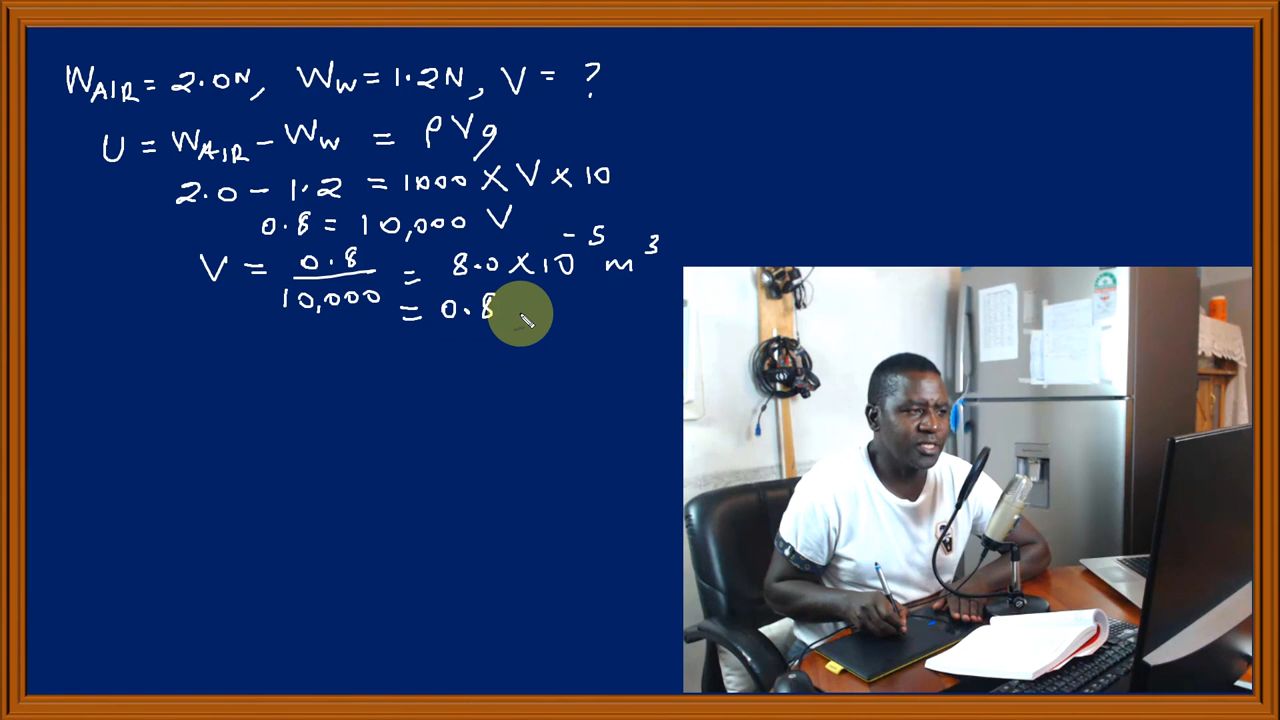 W_AIR = 2.0N, W_W = 1.2N, V = ?
U = W_AIR - W_W = ρVg
2.0 - 1.2 = 1000 × V × 10
0.8 = 10,000 V
V = 0.8/10,000 = 8.0 × 10^-5 m^3
= 0.8